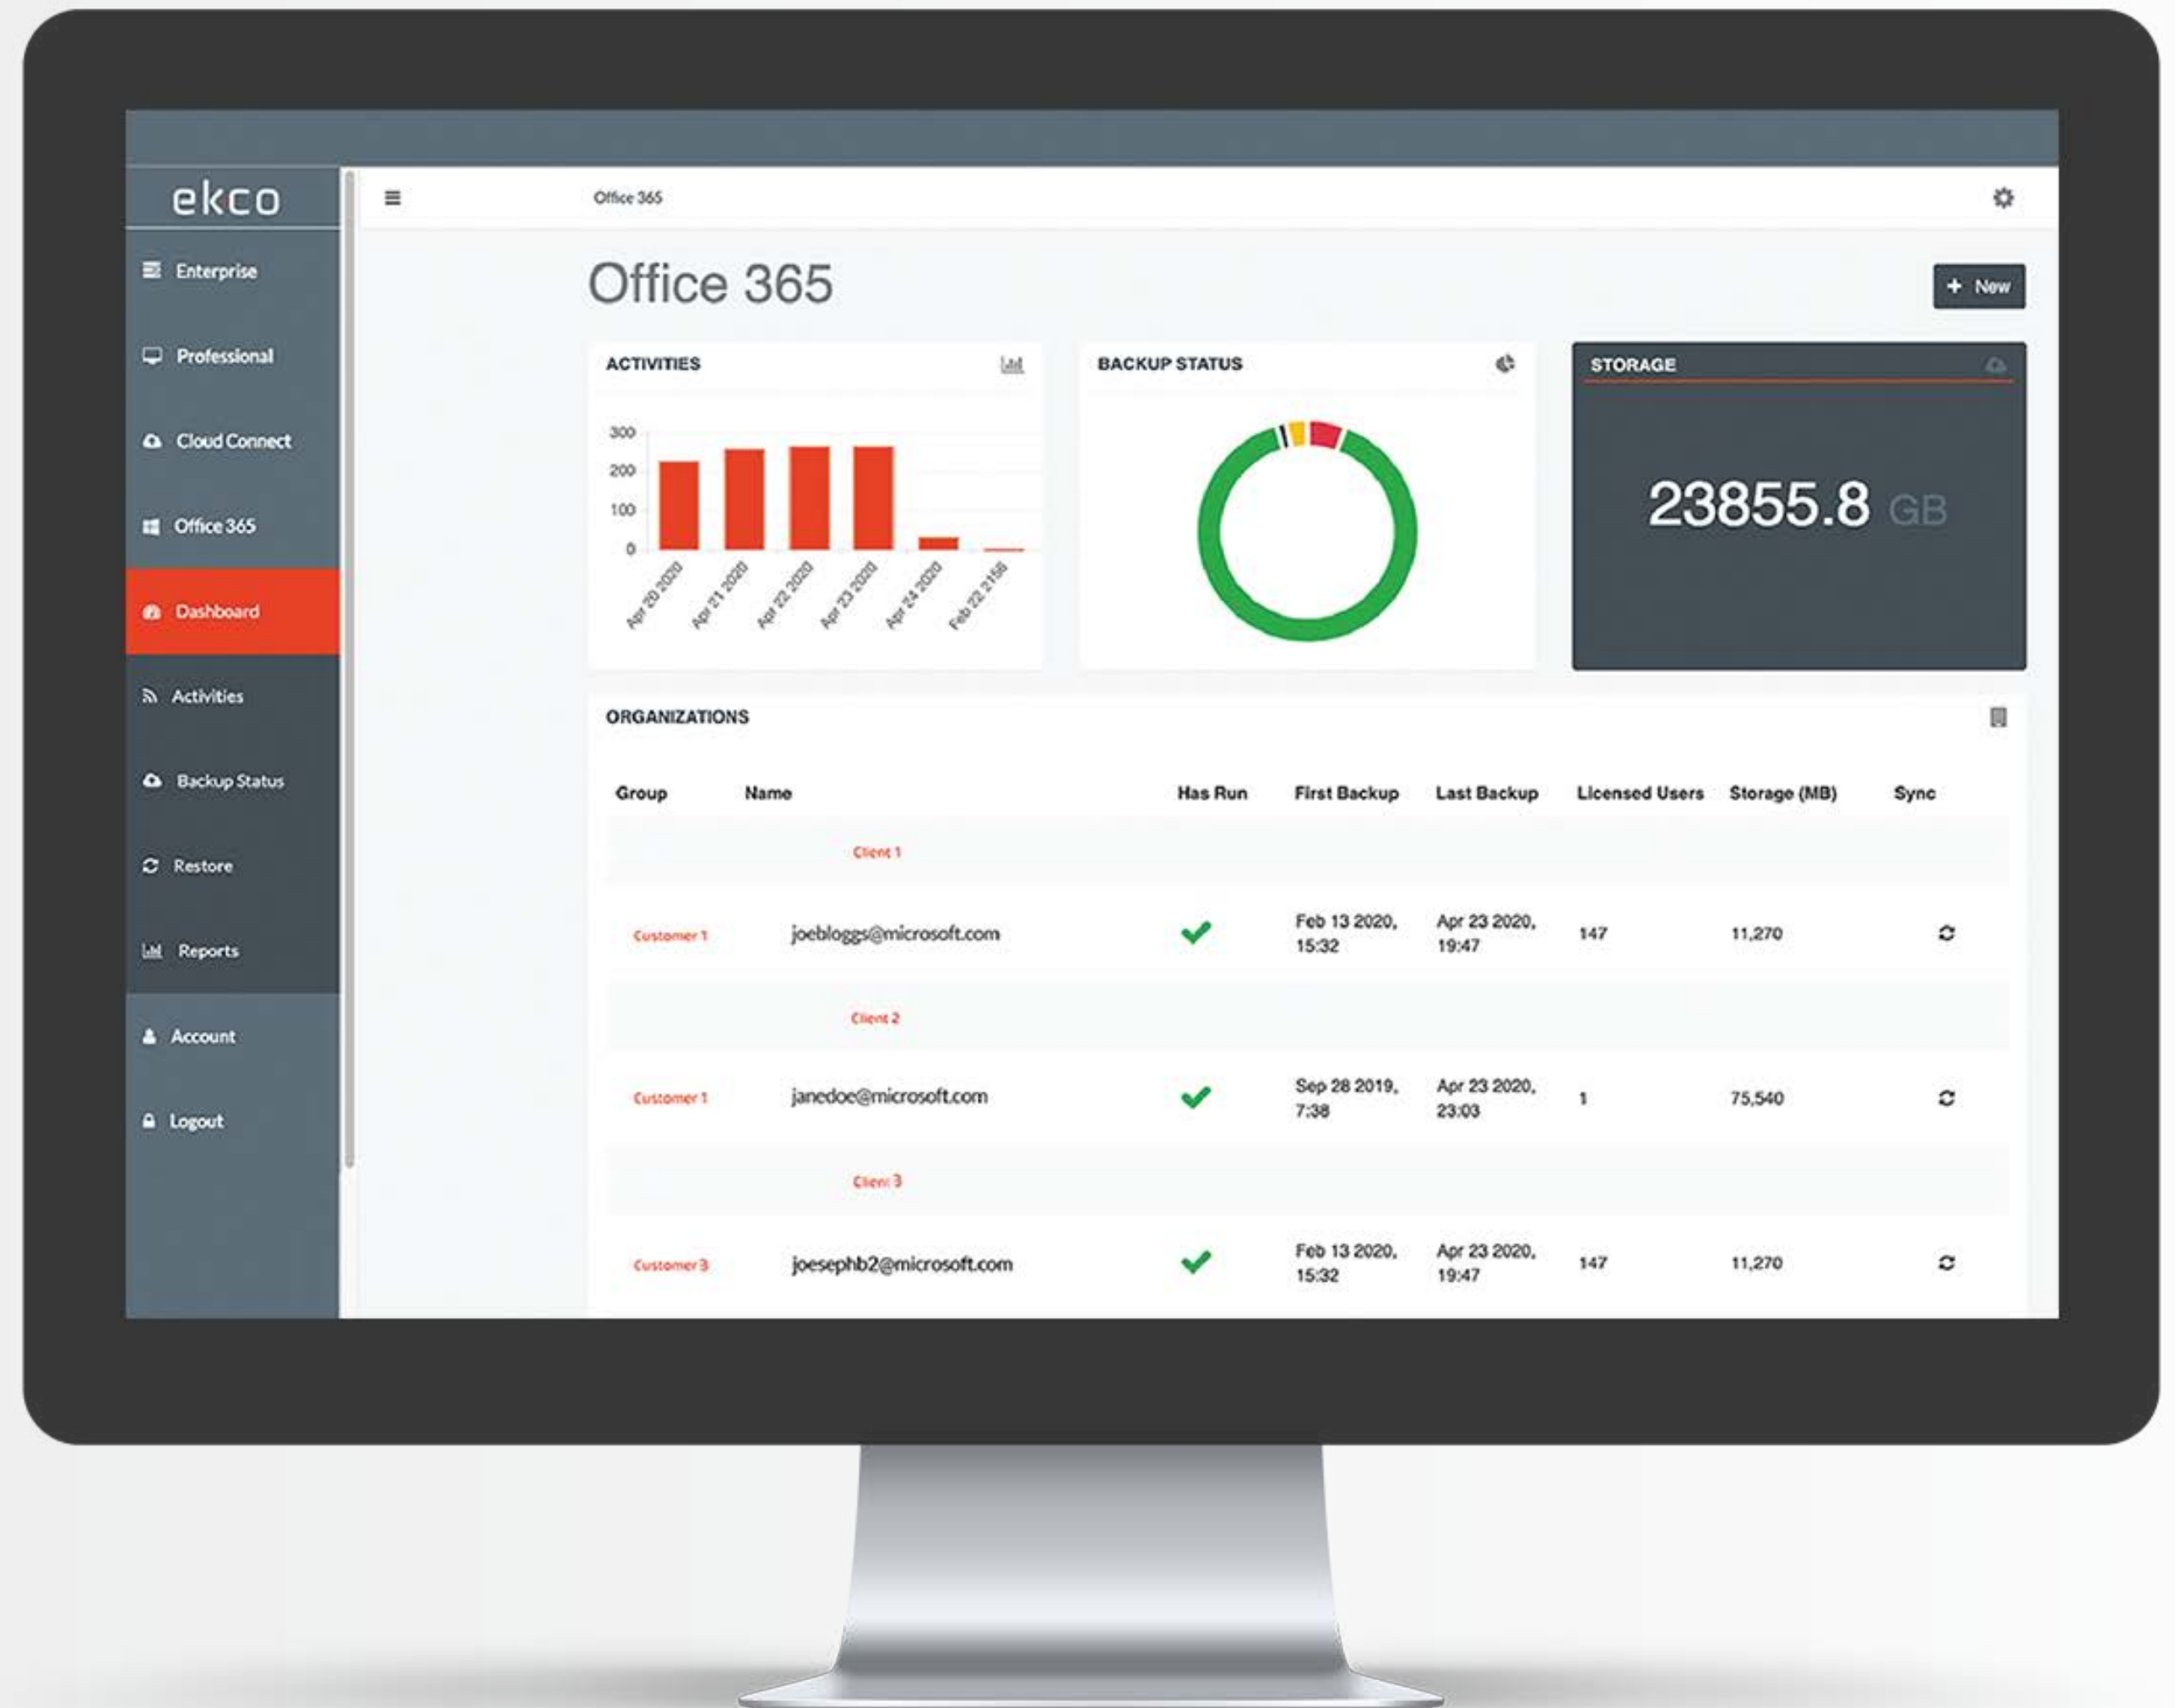 ekco
Office 365
Enterprise
Professional
Cloud Connect
Office 365
Dashboard
Activities
Backup Status
Restore
Reports
Account
Logout
Office 365
+ New
ACTIVITIES
300
200
100
0
Apr 20 2020
Apr 21 2020
Apr 22 2020
Apr 23 2020
Apr 24 2020
Feb 22 2156
BACKUP STATUS
STORAGE
23855.8 GB
ORGANIZATIONS
Group Name Has Run First Backup Last Backup Licensed Users Storage (MB) Sync
Client 1
Customer 1 joebloggs@microsoft.com Feb 13 2020, 15:32 Apr 23 2020, 19:47 147 11,270
Client 2
Customer 1 janedoe@microsoft.com Sep 28 2019, 7:38 Apr 23 2020, 23:03 1 75,540
Client 3
Customer 3 joesephb2@microsoft.com Feb 13 2020, 15:32 Apr 23 2020, 19:47 147 11,270